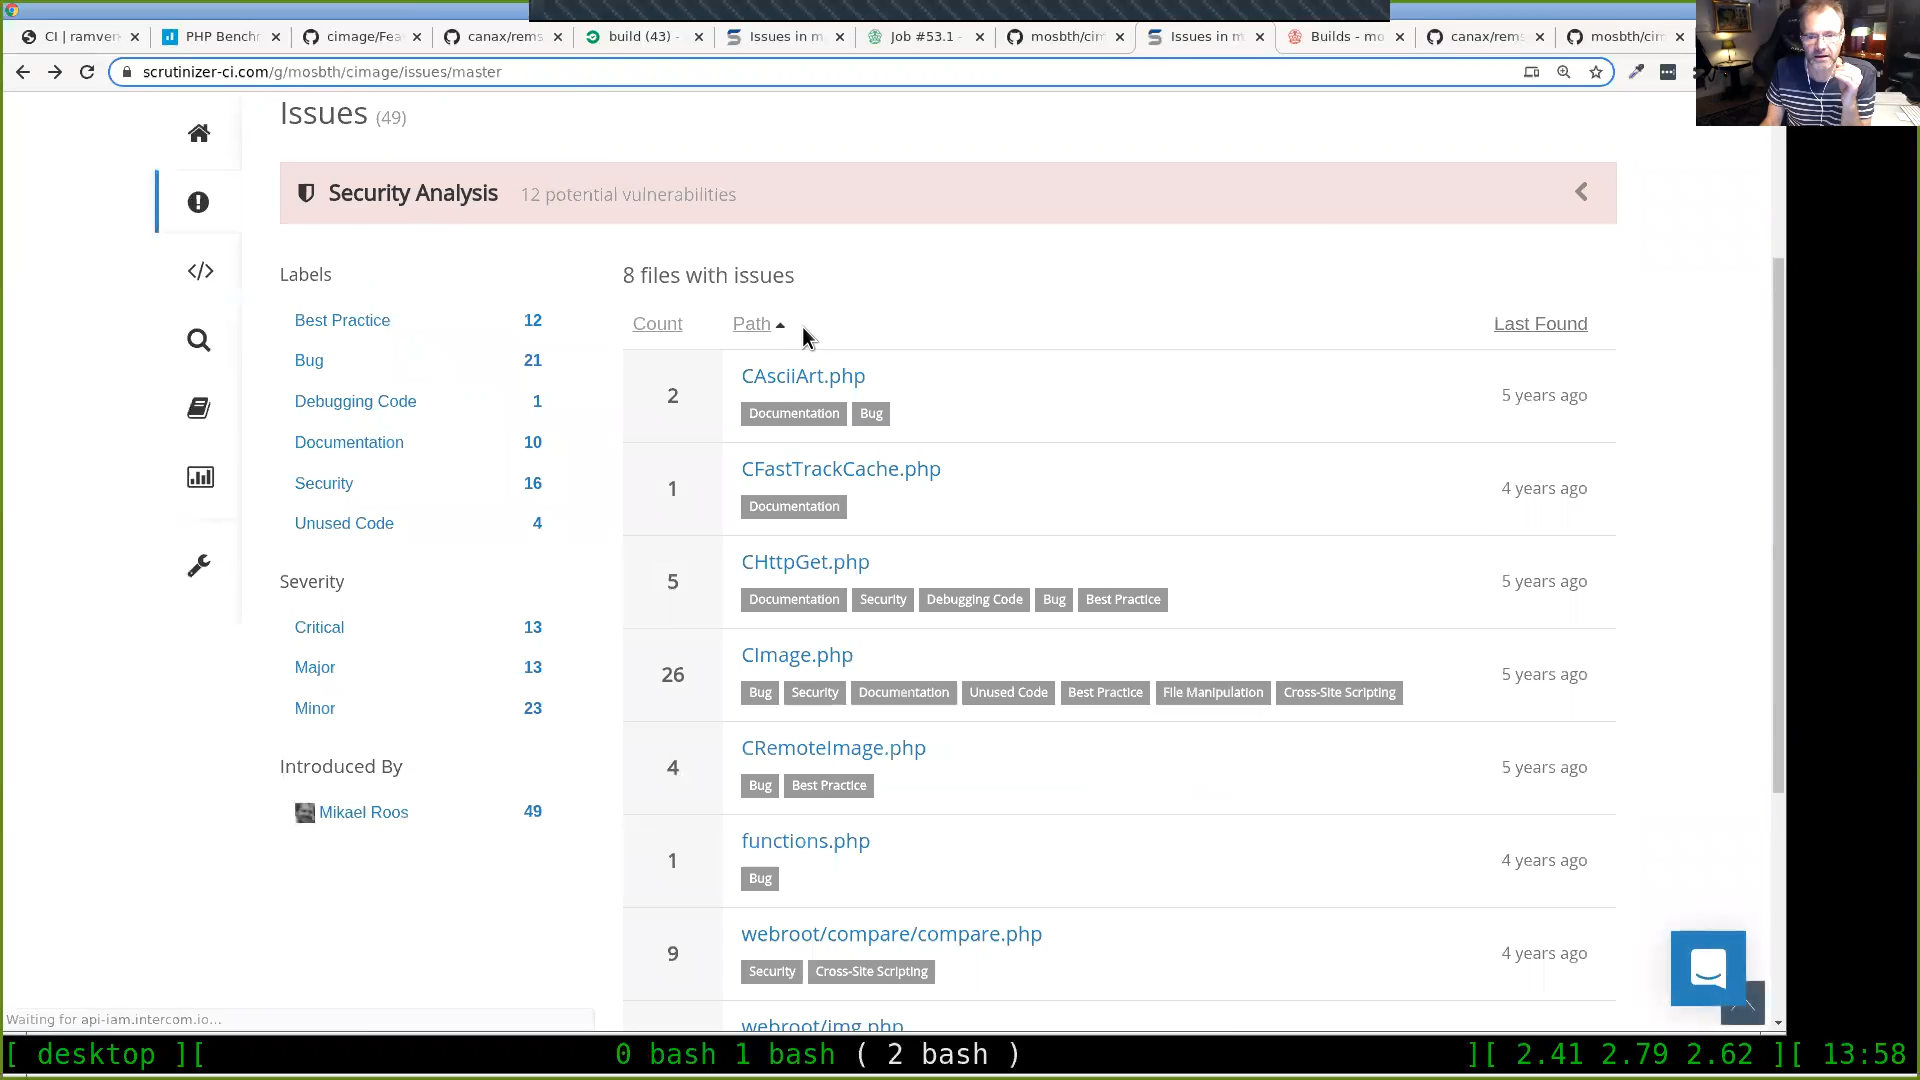 CI | ramver
PHP Bench
cimage/Fea
canax/rems
build (43) -
Issues in m
Job #53.1 -
mosbth/cim
Issues in m
Builds - mo
canax/rems
mosbth/cim
scrutinizer-ci.com/g/mosbth/cimage/issues/master
Issues (49)
Security Analysis 12 potential vulnerabilities
Labels
Best Practice 12
Bug 21
Debugging Code 1
Documentation 10
Security 16
Unused Code 4
Severity
Critical 13
Major 13
Minor 23
Introduced By
Mikael Roos 49
8 files with issues
Count Path Last Found
2 CAsciiArt.php 5 years ago
Documentation Bug
1 CFastTrackCache.php 4 years ago
Documentation
5 CHttpGet.php 5 years ago
Documentation Security Debugging Code Bug Best Practice
26 CImage.php 5 years ago
Bug Security Documentation Unused Code Best Practice File Manipulation Cross-Site Scripting
4 CRemoteImage.php 5 years ago
Bug Best Practice
1 functions.php 4 years ago
Bug
9 webroot/compare/compare.php 4 years ago
Security Cross-Site Scripting
webroot/img.php
Waiting for api-iam.intercom.io...
[ desktop ][ 0 bash 1 bash ( 2 bash ) ][ 2.41 2.79 2.62 ][ 13:58